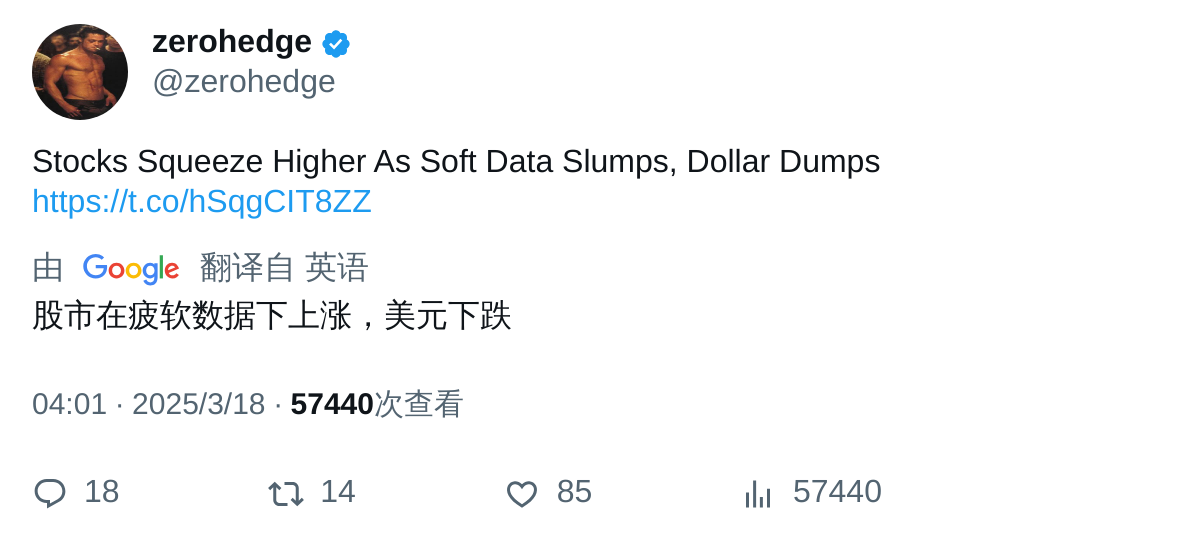 zerohedge
@zerohedge
Stocks Squeeze Higher As Soft Data Slumps, Dollar Dumps
https://t.co/hSqgCIT8ZZ
由 Google 翻译自 英语
股市在疲软数据下上涨，美元下跌
04:01 · 2025/3/18 · 57440次查看
18 14 85 57440